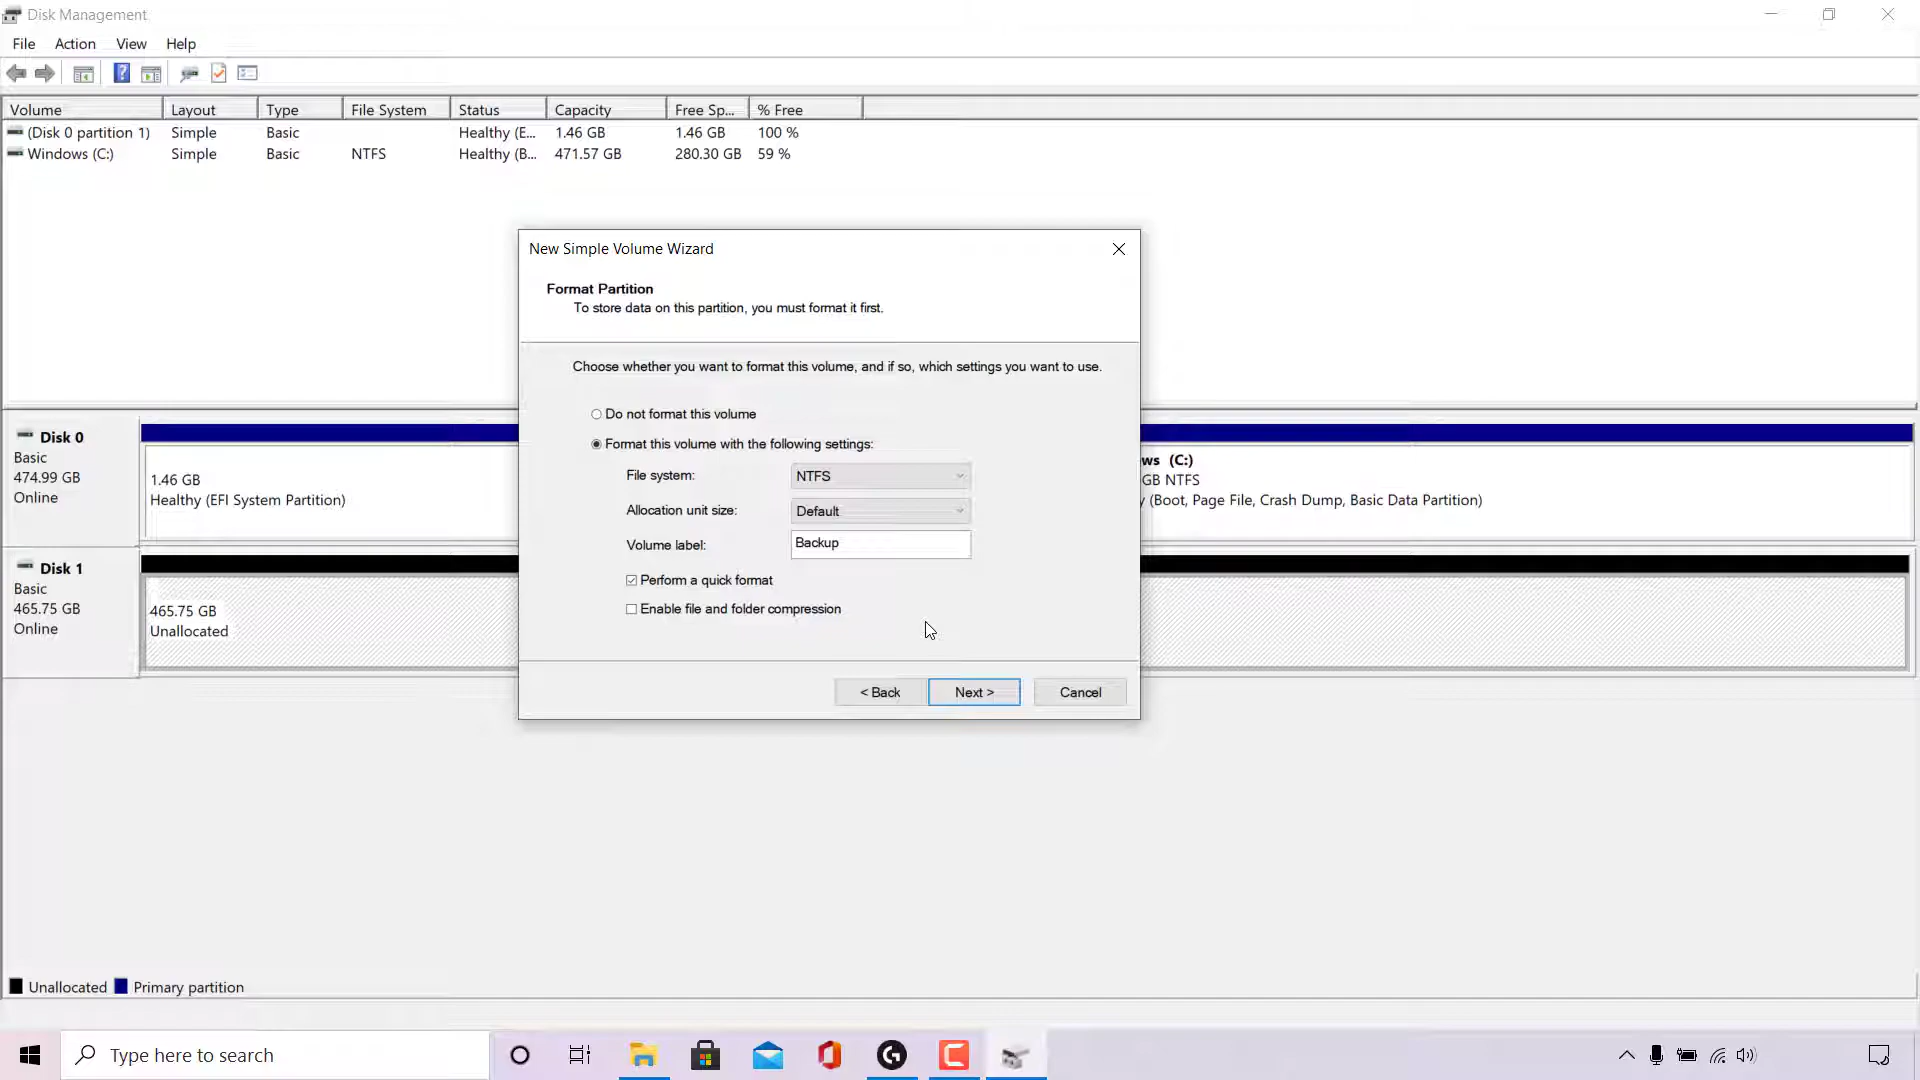 Disk Management
File Action View Help
Volume Layout Type File System Status Capacity Free Sp... % Free
(Disk 0 partition 1) Simple Basic Healthy (E... 1.46 GB 1.46 GB 100 %
Windows (C:) Simple Basic NTFS Healthy (B... 471.57 GB 280.30 GB 59 %
New Simple Volume Wizard
Format Partition
To store data on this partition, you must format it first.
Choose whether you want to format this volume, and if so, which settings you want to use.
Do not format this volume
Format this volume with the following settings:
File system: NTFS
Allocation unit size: Default
Volume label: Backup
Perform a quick format
Enable file and folder compression
< Back Next > Cancel
Disk 0
Basic
474.99 GB
Online
1.46 GB
Healthy (EFI System Partition)
ws (C:)
GB NTFS
y (Boot, Page File, Crash Dump, Basic Data Partition)
Disk 1
Basic
465.75 GB
Online
465.75 GB
Unallocated
Unallocated Primary partition
Type here to search